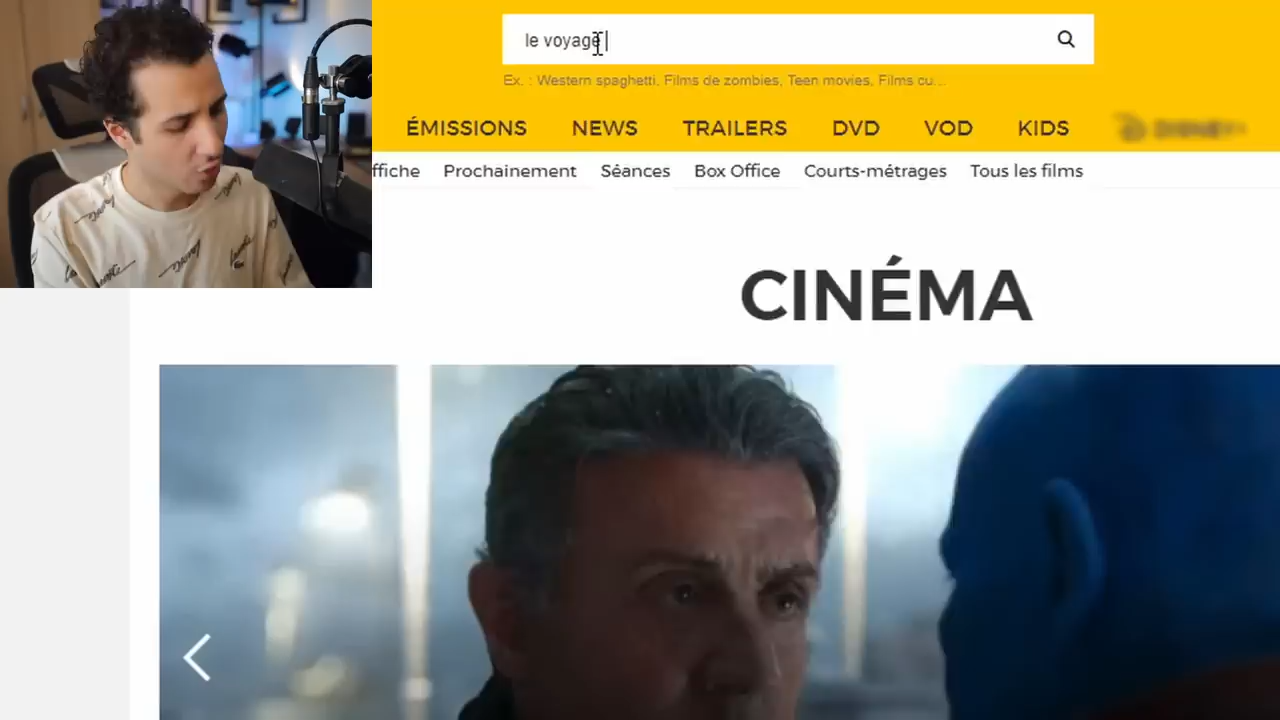 le voyage
Ex. : Western spaghetti, Films de zombies, Teen movies, Films cu...
ÉMISSIONS NEWS TRAILERS DVD VOD KIDS DISNEY+
ffiche Prochainement Séances Box Office Courts-métrages Tous les films
CINÉMA